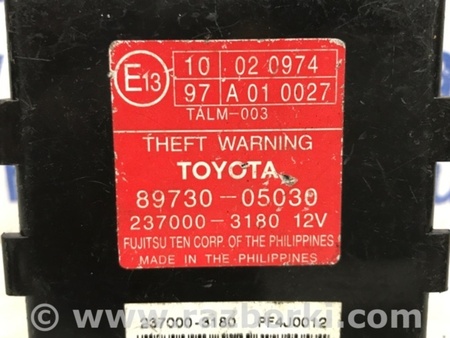 E13
10 . 02 0974
97 A 01 0027
TALM-003
THEFT WARNING
TOYOTA
89730-05030
237000-3180 12V
FUJITSU TEN CORP. OF THE PHILIPPINES
MADE IN THE PHILIPPINES
237000-3180 PF4J0012
© www.razborki.com